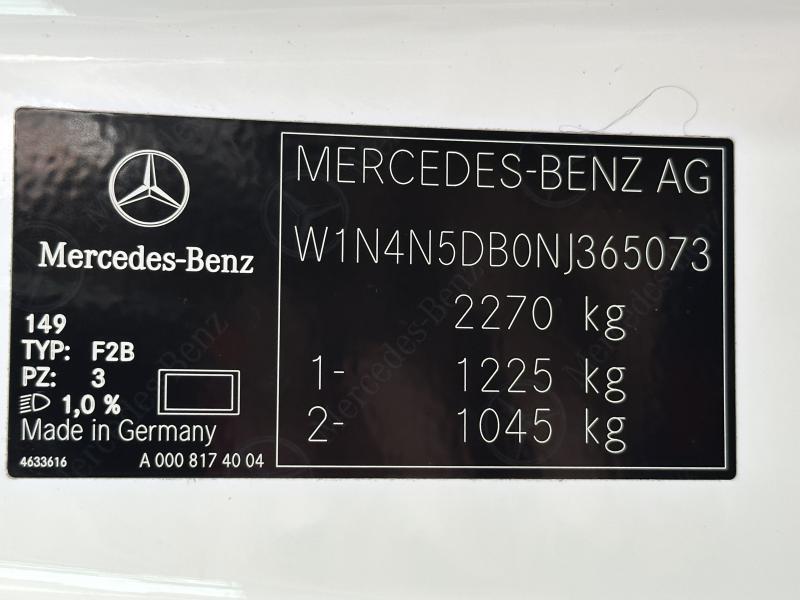 Mercedes-Benz
149
TYP: F2B
PZ: 3
1,0 %
Made in Germany
4633616 A 000 817 40 04
MERCEDES-BENZ AG
W1N4N5DB0NJ365073
2270 kg
1- 1225 kg
2- 1045 kg